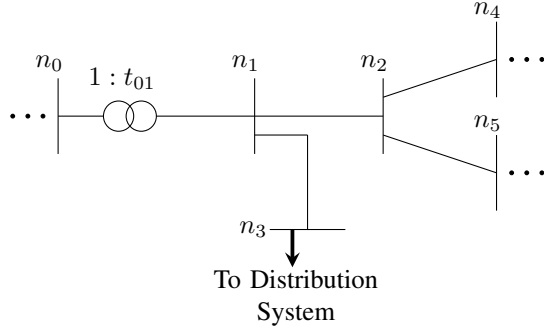 n₄
n₀
1 : t₀₁
n₁
n₂
n₅
n₃
To Distribution
System